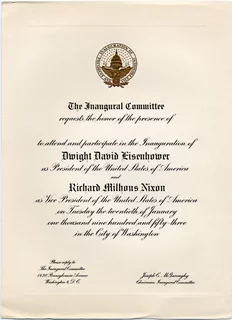 The Inaugural Committee
requests the honor of the presence of
to attend and participate in the Inauguration of
Dwight David Eisenhower
as President of the United States of America
and
Richard Milhous Nixon
as Vice President of the United States of America
on Tuesday the twentieth of January
one thousand nine hundred and fifty-three
in the City of Washington
Please reply to
The Inaugural Committee
Pennsylvania Avenue
Washington 4, D.C.
Joseph C. McGarraghy
Chairman, Inaugural Committee